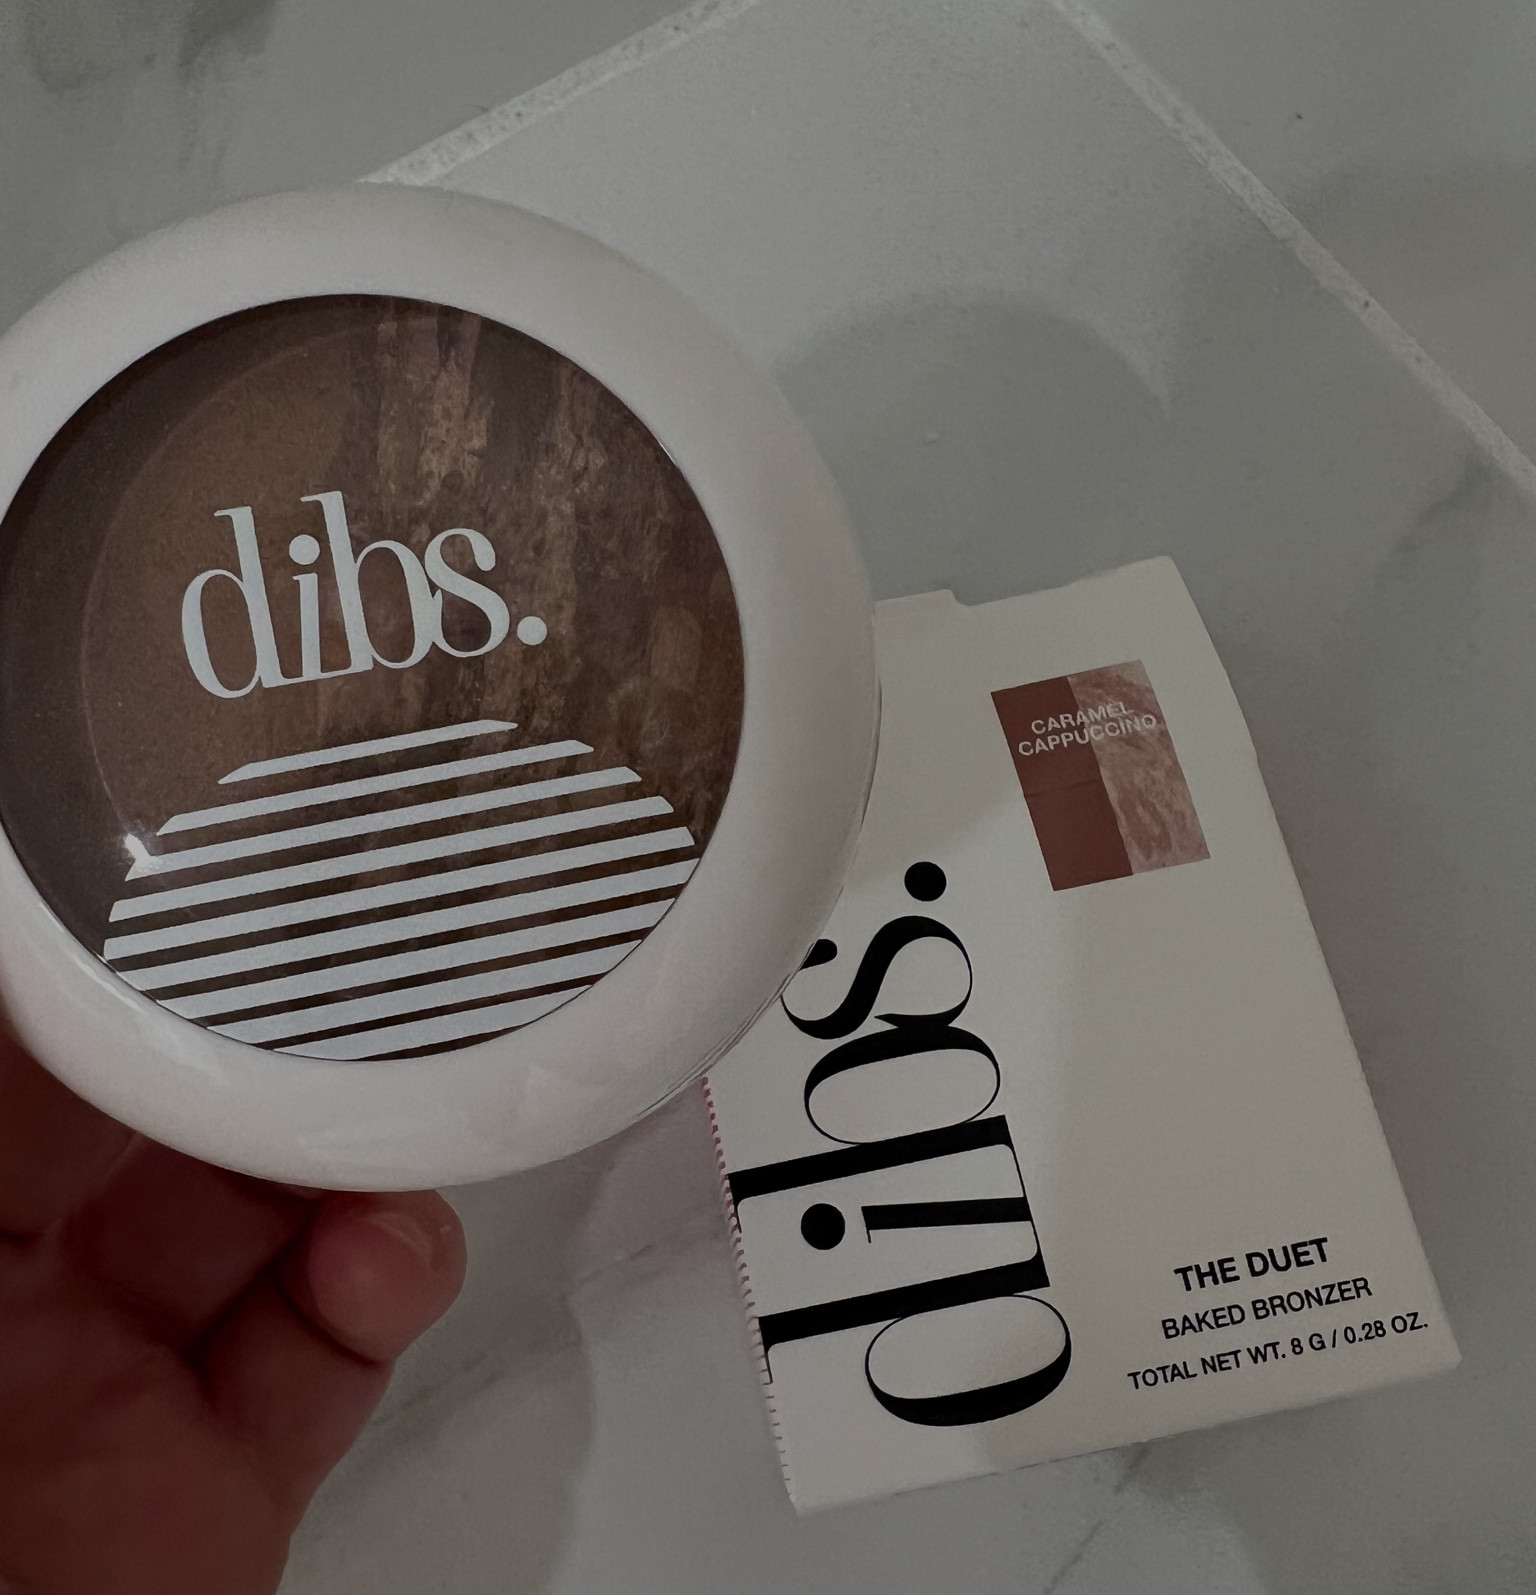 dibs.
CARAMEL
CAPPUCCINO
dibs.
THE DUET
BAKED BRONZER
TOTAL NET WT. 8 G / 0.28 OZ.